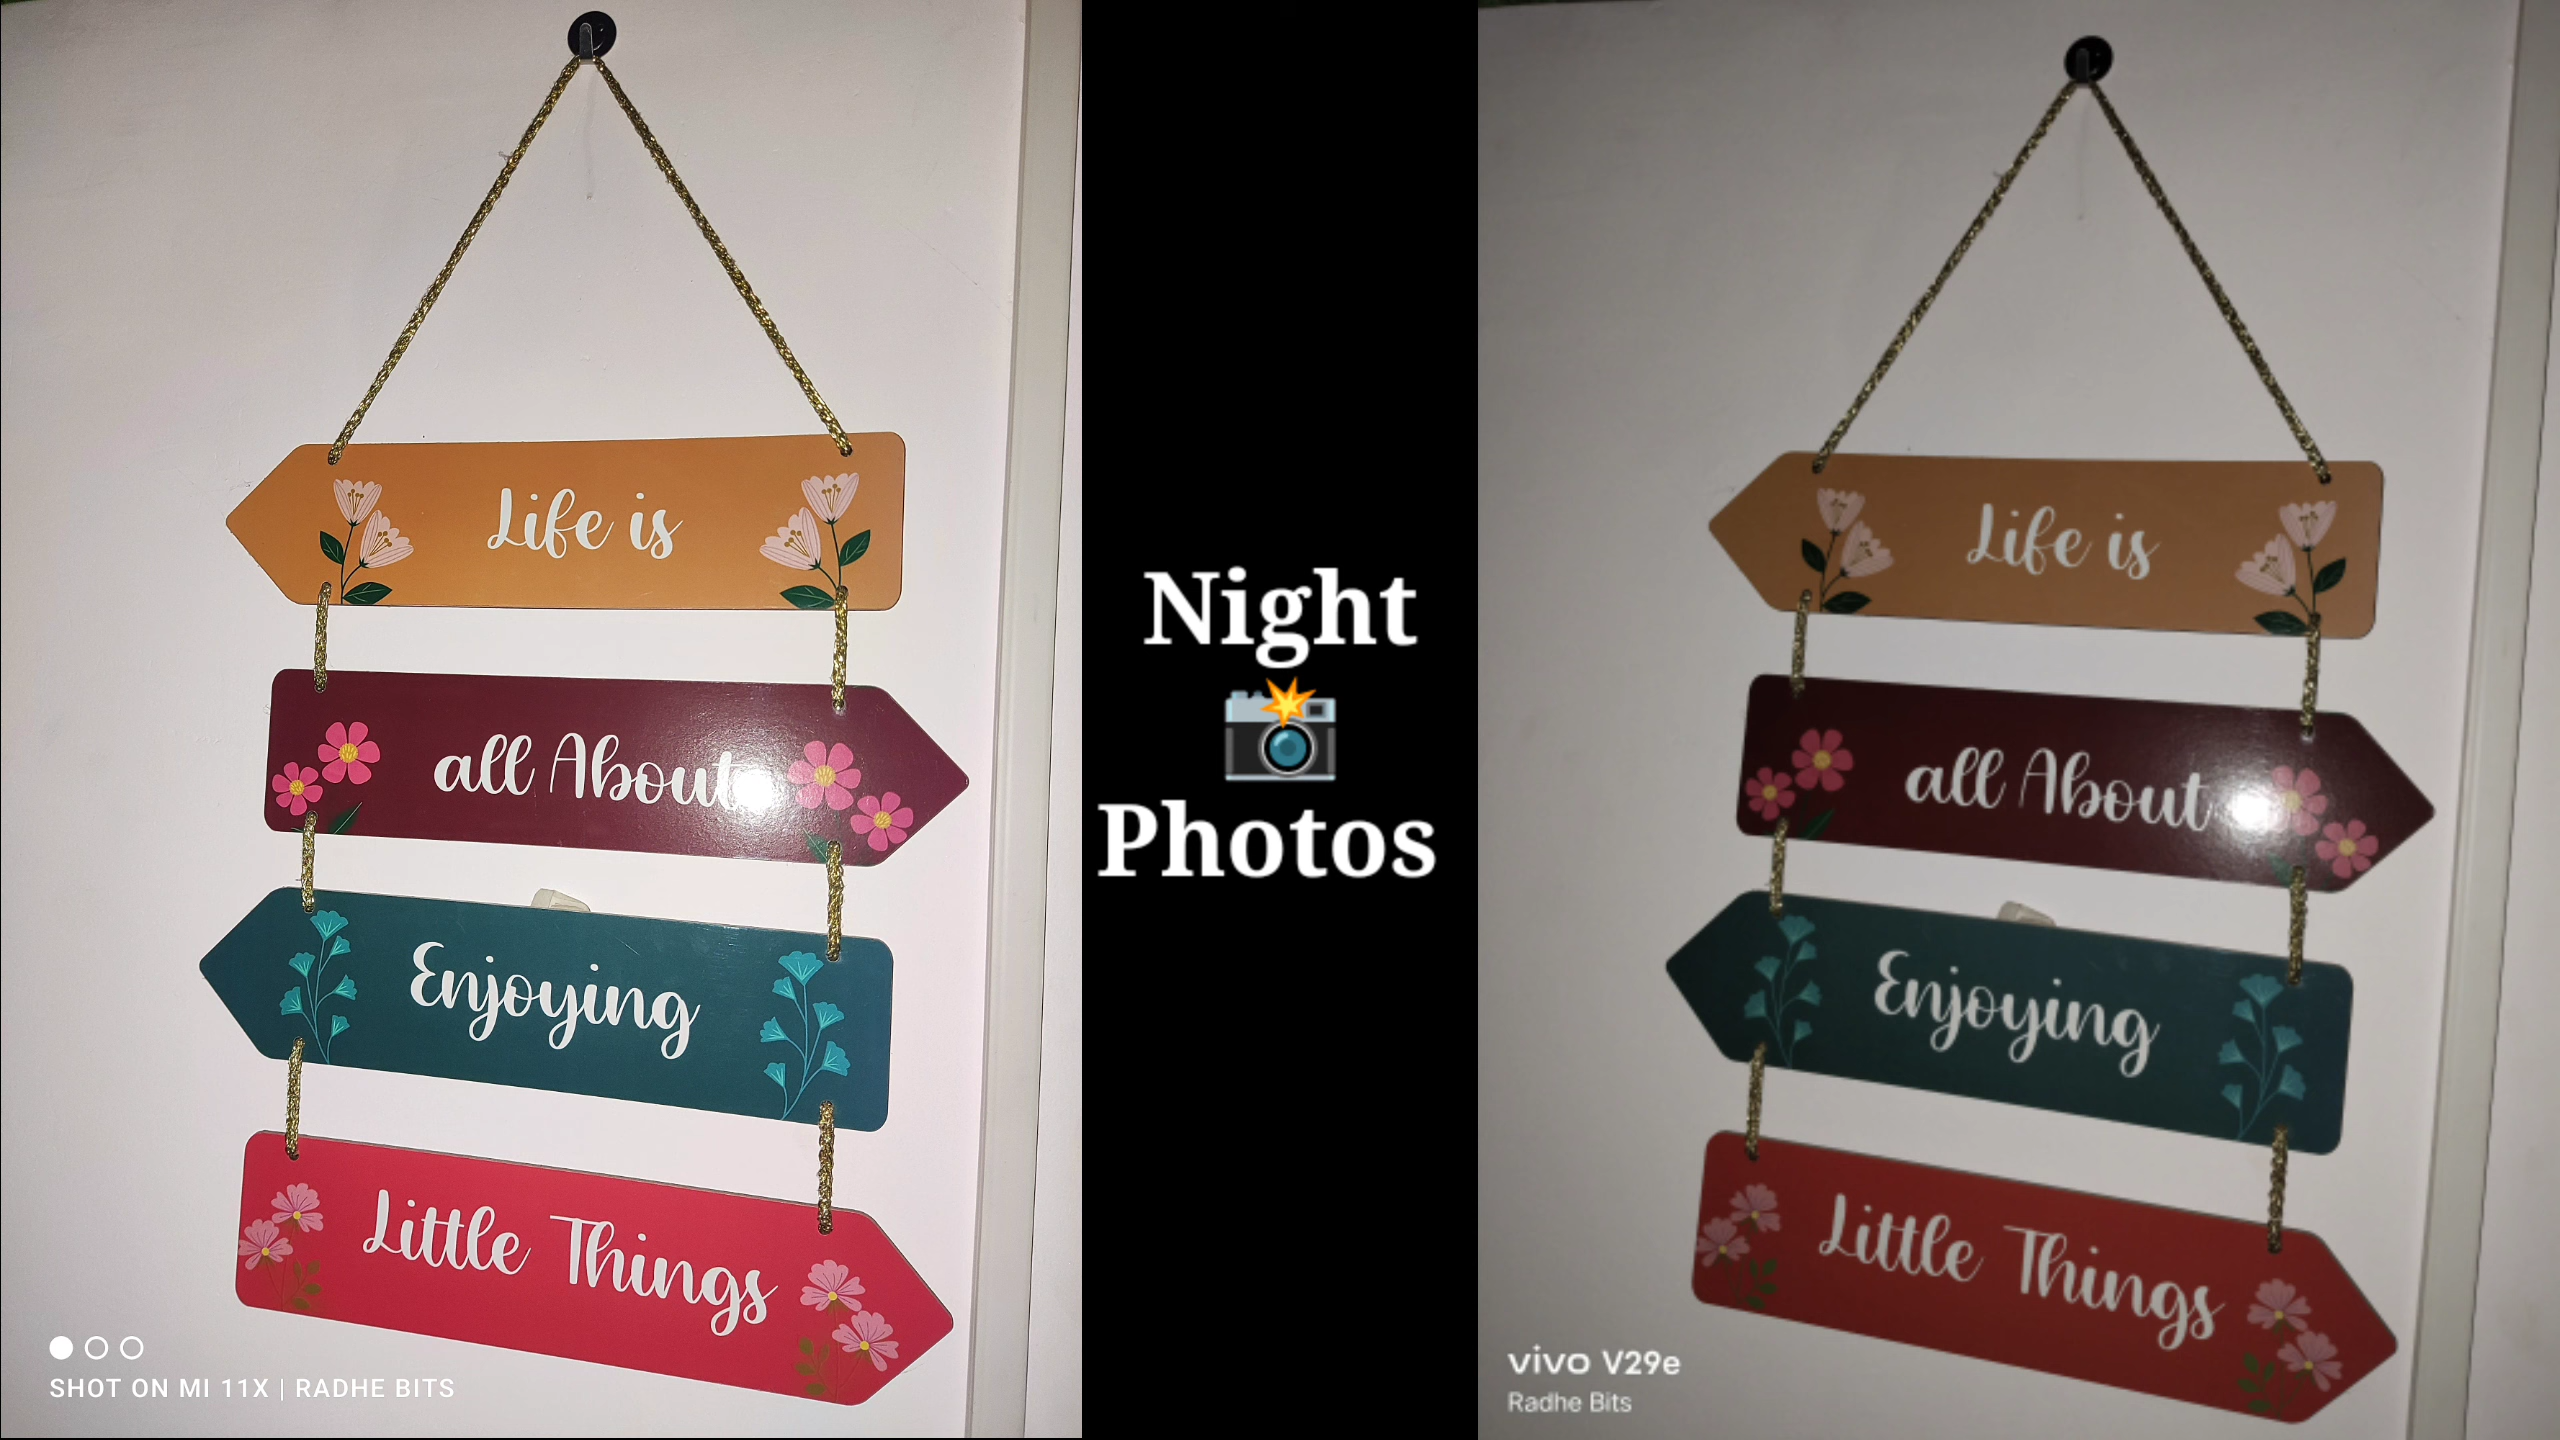 Life is
all About
Enjoying
Little Things
SHOT ON MI 11X | RADHE BITS
Night
Photos
Life is
all About
Enjoying
Little Things
vivo V29e
Radhe Bits